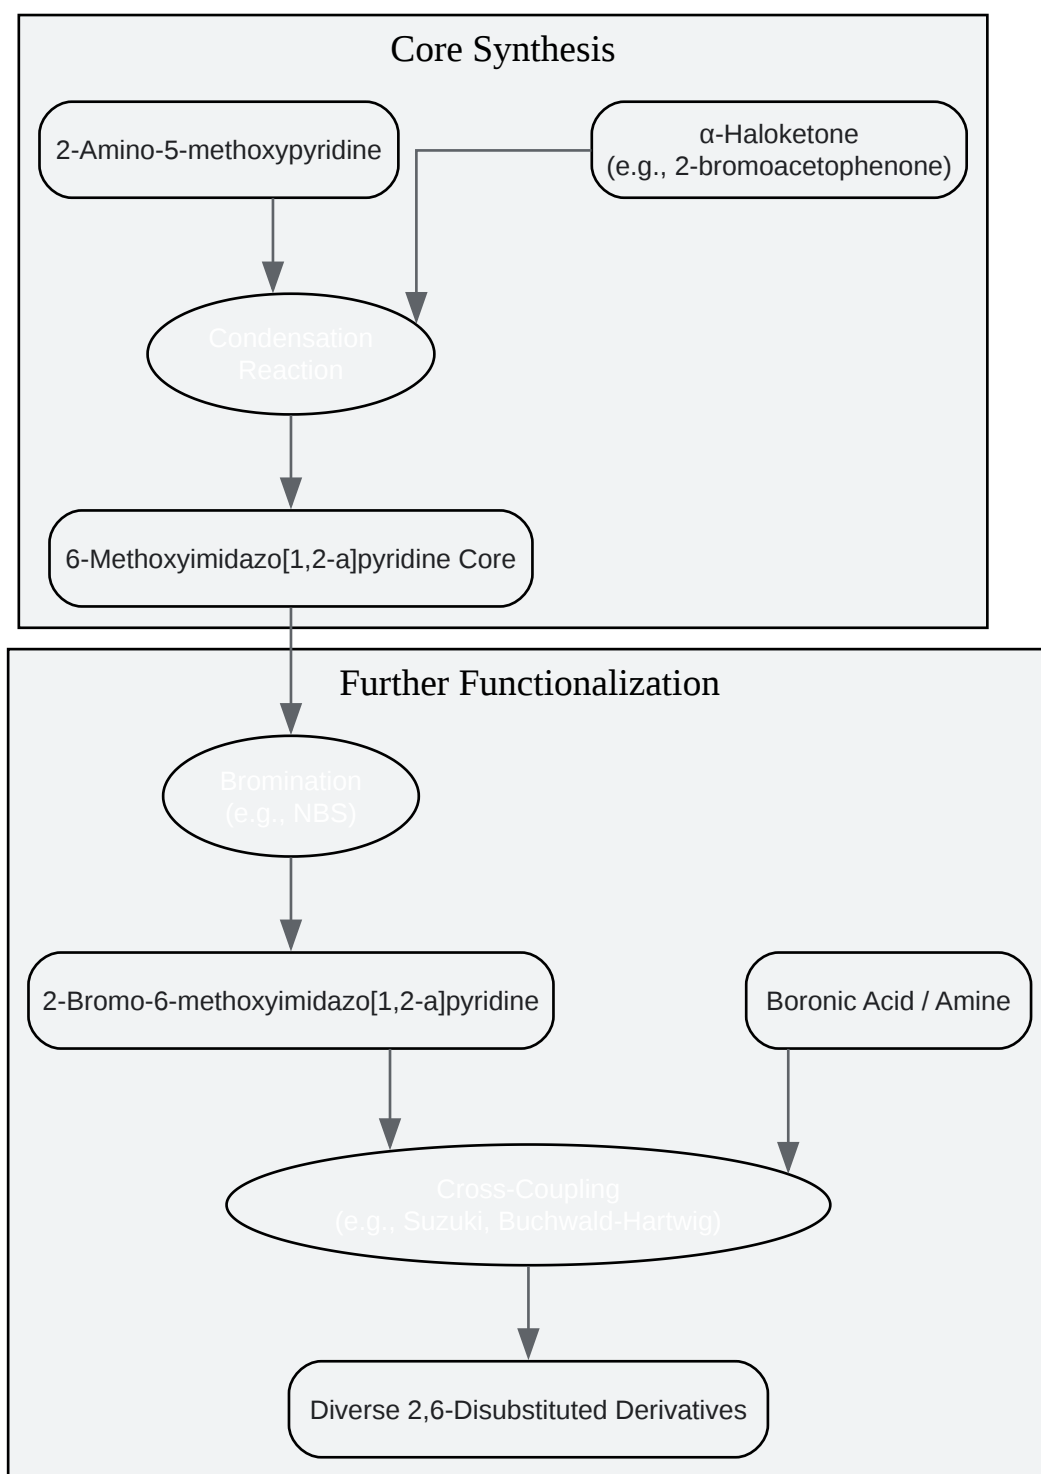 Core Synthesis
2-Amino-5-methoxypyridine
α-Haloketone
(e.g., 2-bromoacetophenone)
Condensation
Reaction
6-Methoxyimidazo[1,2-a]pyridine Core
Further Functionalization
Bromination
(e.g., NBS)
2-Bromo-6-methoxyimidazo[1,2-a]pyridine
Boronic Acid / Amine
Cross-Coupling
(e.g., Suzuki, Buchwald-Hartwig)
Diverse 2,6-Disubstituted Derivatives